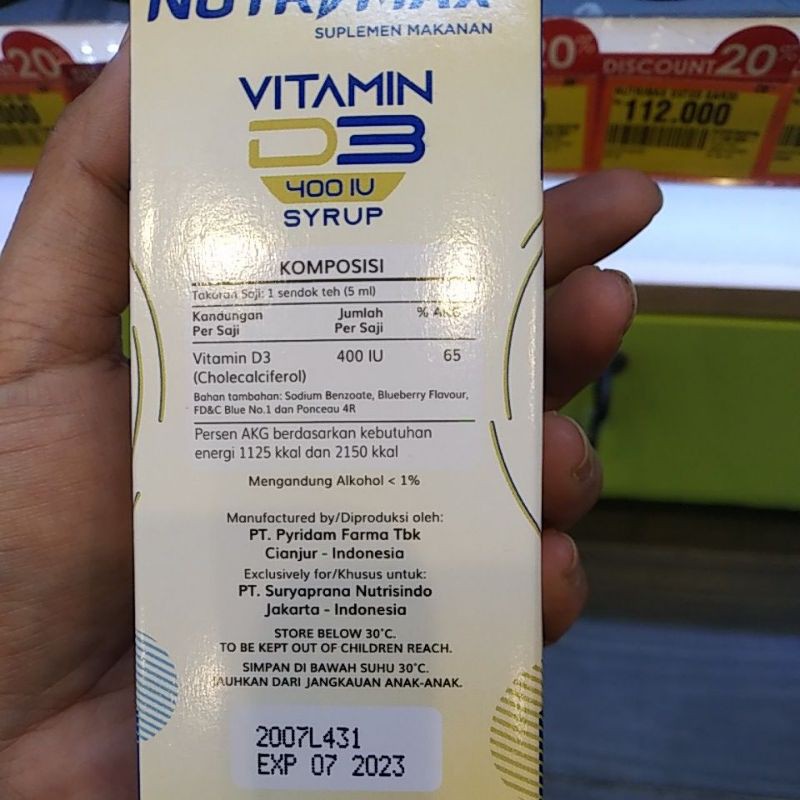 NUTRIMAX
SUPLEMEN MAKANAN
VITAMIN
D3
400 IU
SYRUP
KOMPOSISI
Takaran Saji: 1 sendok teh (5 ml)
Kandungan Per Saji
Jumlah Per Saji
% AKG
Vitamin D3 (Cholecalciferol)
400 IU
65
Bahan tambahan: Sodium Benzoate, Blueberry Flavour,
FD&C Blue No.1 dan Ponceau 4R
Persen AKG berdasarkan kebutuhan
energi 1125 kkal dan 2150 kkal
Mengandung Alkohol < 1%
Manufactured by/Diproduksi oleh:
PT. Pyridam Farma Tbk
Cianjur - Indonesia
Exclusively for/Khusus untuk:
PT. Suryaprana Nutrisindo
Jakarta - Indonesia
STORE BELOW 30°C.
TO BE KEPT OUT OF CHILDREN REACH.
SIMPAN DI BAWAH SUHU 30°C.
JAUHKAN DARI JANGKAUAN ANAK-ANAK.
2007L431
EXP 07 2023
20%
0%
DISCOUNT 20%
112.000